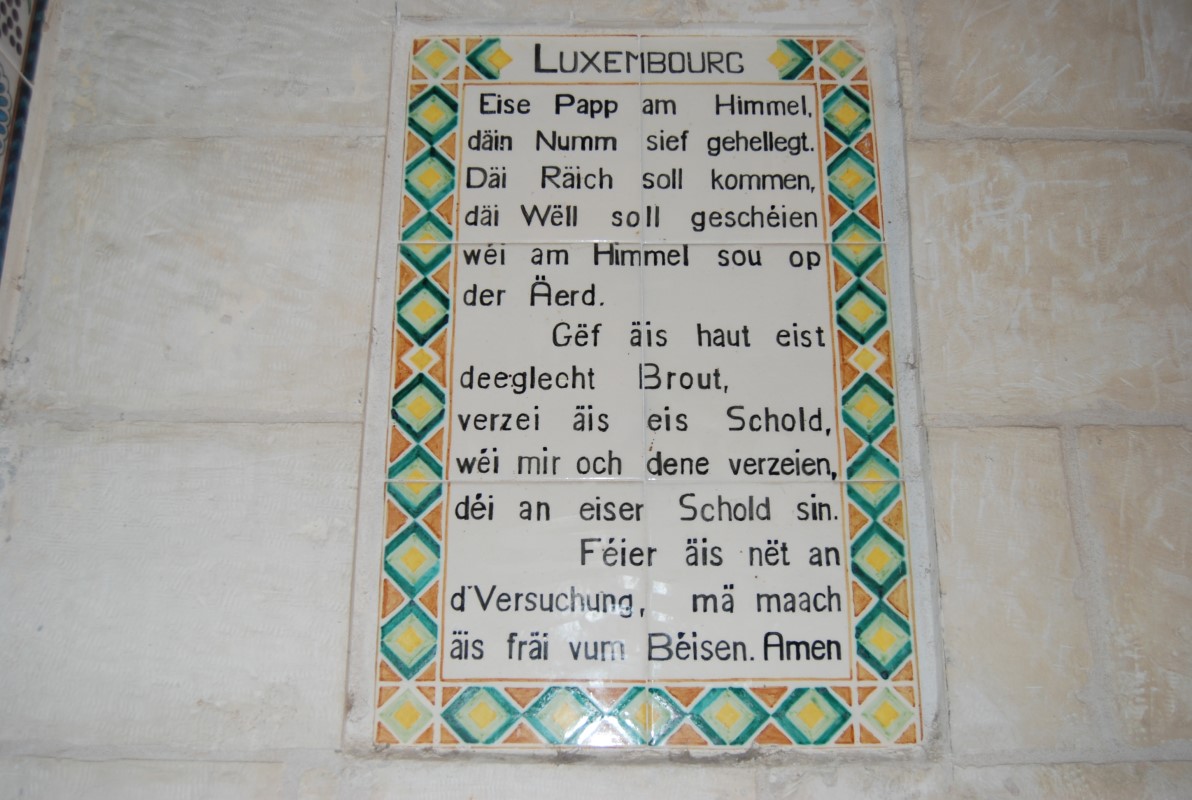 LUXEMBOURG
Eise Papp am Himmel,
däin Numm sief gehellegt.
Däi Räich soll kommen,
däi Wëll soll geschéien
wéi am Himmel sou op
der Äerd.
Gëf äis haut eist
deeglecht Brout,
verzei äis eis Schold,
wéi mir och dene verzeien,
déi an eiser Schold sin.
Féier äis nët an
d'Versuchung, mä maach
äis fräi vum Béisen. Amen